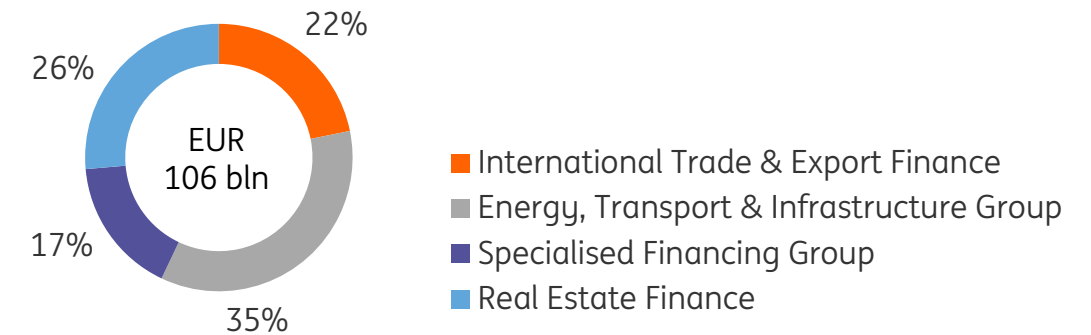 22%
26%
EUR
106 bln
International Trade & Export Finance
Energy, Transport & Infrastructure Group
17%
Specialised Financing Group
Real Estate Finance
35%